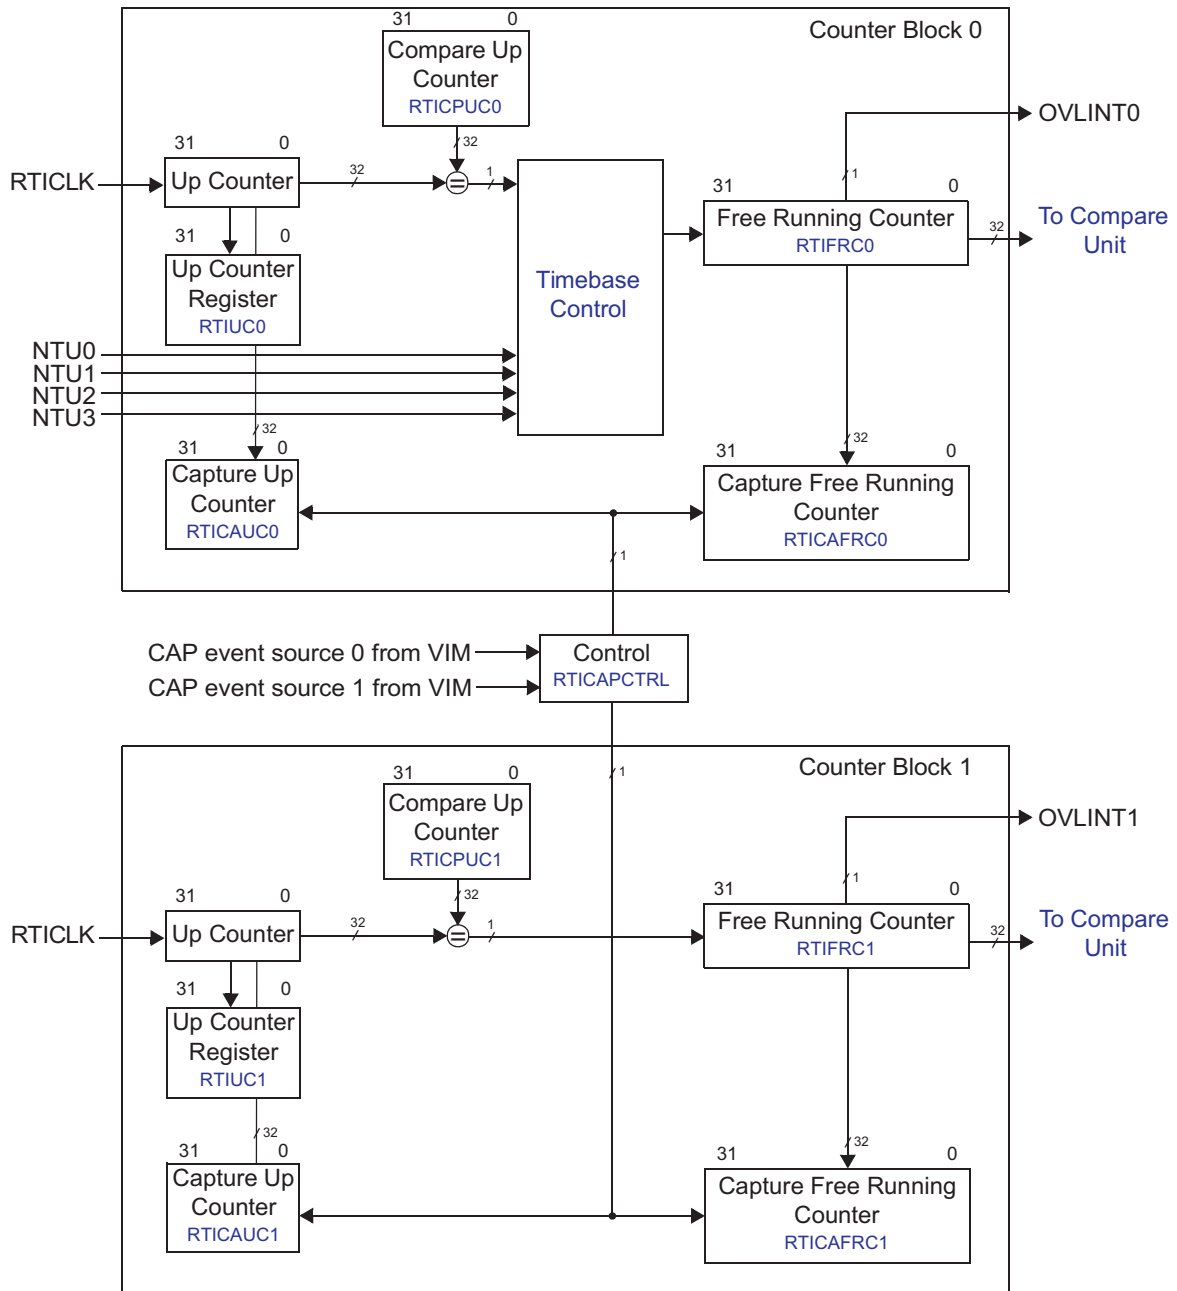 Counter Block 0
31 0
Compare Up
Counter
RTICPUC0
32
OVLINT0
31 0
RTICLK
Up Counter
32
1
31 0
1
Free Running Counter
RTIFRC0
32
To Compare
Unit
31 0
Up Counter
Register
RTIUC0
Timebase
Control
NTU0
NTU1
NTU2
NTU3
32
31 0
Capture Up
Counter
RTICAUC0
32
31 0
Capture Free Running
Counter
RTICAFRC0
1
CAP event source 0 from VIM
CAP event source 1 from VIM
Control
RTICAPCTRL
Counter Block 1
1
31 0
Compare Up
Counter
RTICPUC1
32
OVLINT1
31 0
RTICLK
Up Counter
32
1
31 0
1
Free Running Counter
RTIFRC1
32
To Compare
Unit
31 0
Up Counter
Register
RTIUC1
32
31 0
Capture Up
Counter
RTICAUC1
32
31 0
Capture Free Running
Counter
RTICAFRC1